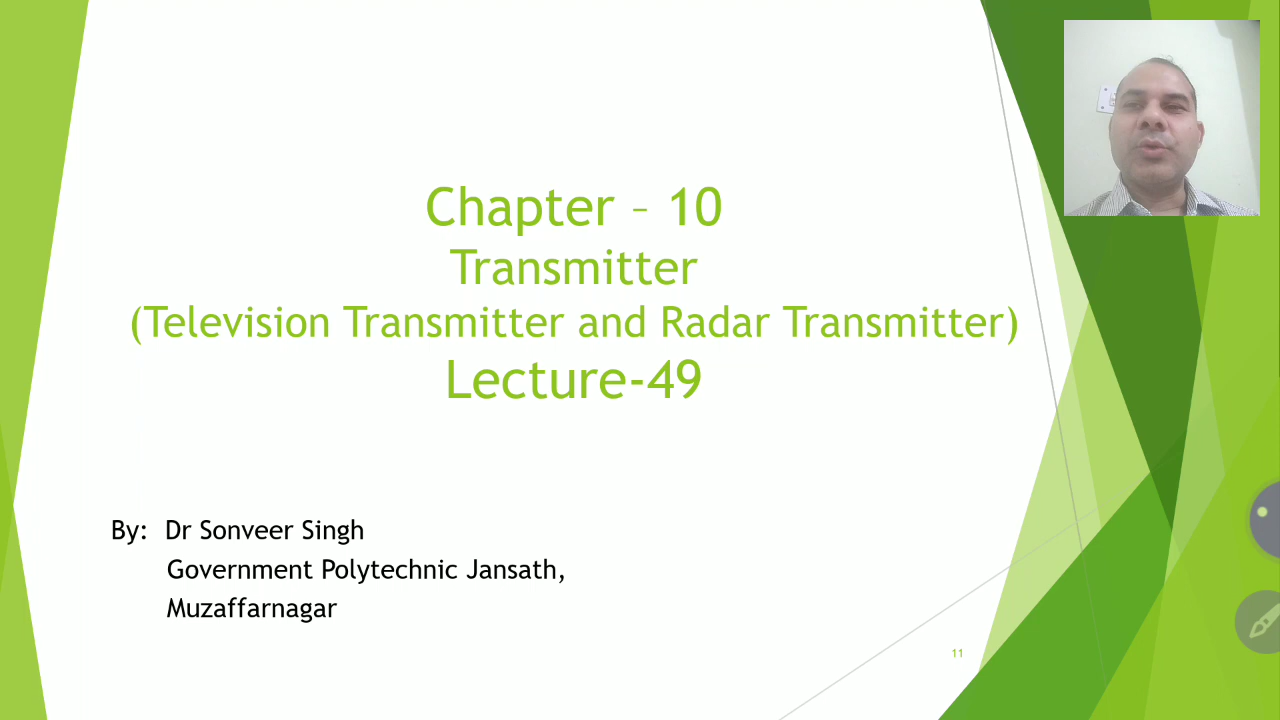 Chapter – 10
Transmitter
(Television Transmitter and Radar Transmitter)
Lecture-49
By: Dr Sonveer Singh
Government Polytechnic Jansath,
Muzaffarnagar
11